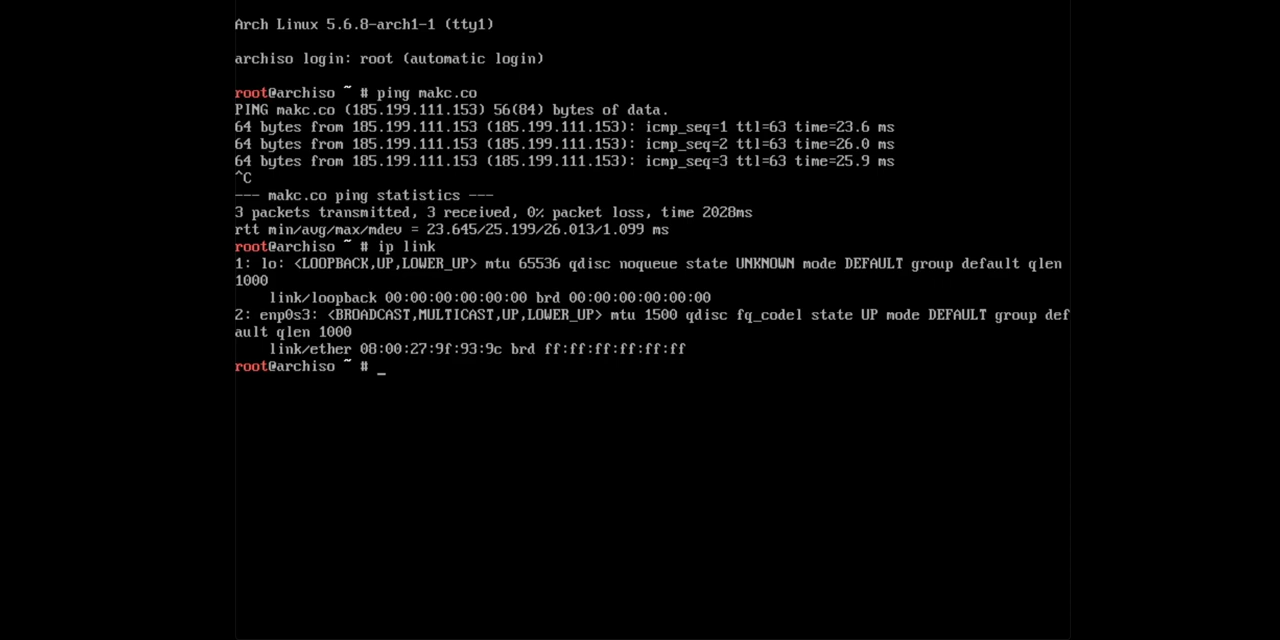 Arch Linux 5.6.8-arch1-1 (tty1)
archiso login: root (automatic login)
root@archiso ~ # ping makc.co
PING makc.co (185.199.111.153) 56(84) bytes of data.
64 bytes from 185.199.111.153 (185.199.111.153): icmp_seq=1 ttl=63 time=23.6 ms
64 bytes from 185.199.111.153 (185.199.111.153): icmp_seq=2 ttl=63 time=26.0 ms
64 bytes from 185.199.111.153 (185.199.111.153): icmp_seq=3 ttl=63 time=25.9 ms
^C
--- makc.co ping statistics ---
3 packets transmitted, 3 received, 0% packet loss, time 2028ms
rtt min/avg/max/mdev = 23.645/25.199/26.013/1.099 ms
root@archiso ~ # ip link
1: lo: <LOOPBACK,UP,LOWER_UP> mtu 65536 qdisc noqueue state UNKNOWN mode DEFAULT group default qlen
1000
    link/loopback 00:00:00:00:00:00 brd 00:00:00:00:00:00
2: enp0s3: <BROADCAST,MULTICAST,UP,LOWER_UP> mtu 1500 qdisc fq_codel state UP mode DEFAULT group def
ault qlen 1000
    link/ether 08:00:27:9f:93:9c brd ff:ff:ff:ff:ff:ff
root@archiso ~ # _